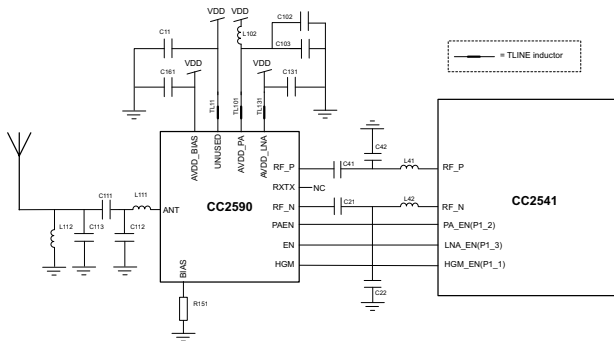 VDD
C11
C102
L102
C103
VDD
VDD
C161
C131
TL11
TL101
TL131
= TLINE inductor
AVDD_BIAS
UNUSED
AVDD_PA
AVDD_LNA
C42
RF_P
C41
L41
RF_P
RXTX
NC
CC2590
CC2541
C111
L111
ANT
RF_N
C21
L42
RF_N
L112
C113
C112
PAEN
PA_EN(P1_2)
EN
LNA_EN(P1_3)
BIAS
HGM
HGM_EN(P1_1)
C22
R151
VDD